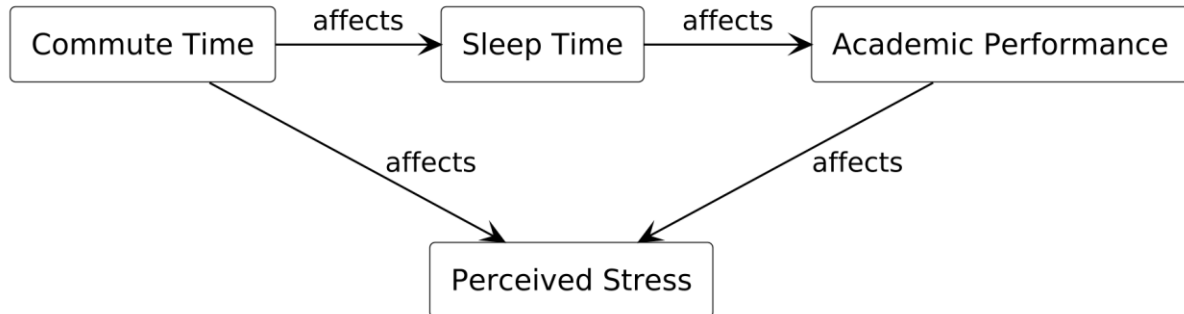 affects
affects
Commute Time
Sleep Time
Academic Performance
affects
affects
Perceived Stress